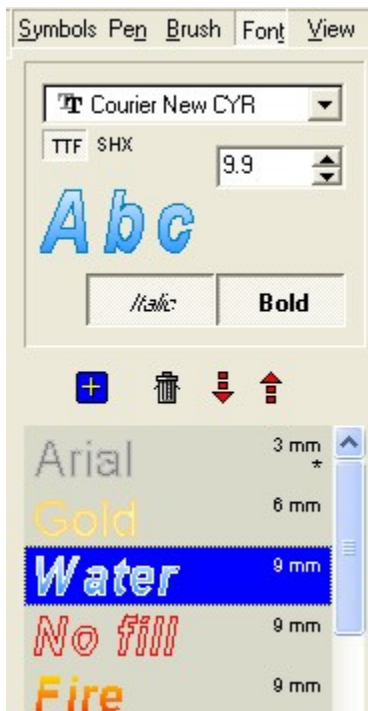 Symbols Pen Brush Font View
Courier New CYR
TTF SHX
9.9
Abc
Italic Bold
Arial 3 mm
*
Gold 6 mm
Water 9 mm
No fill 9 mm
Fire 9 mm